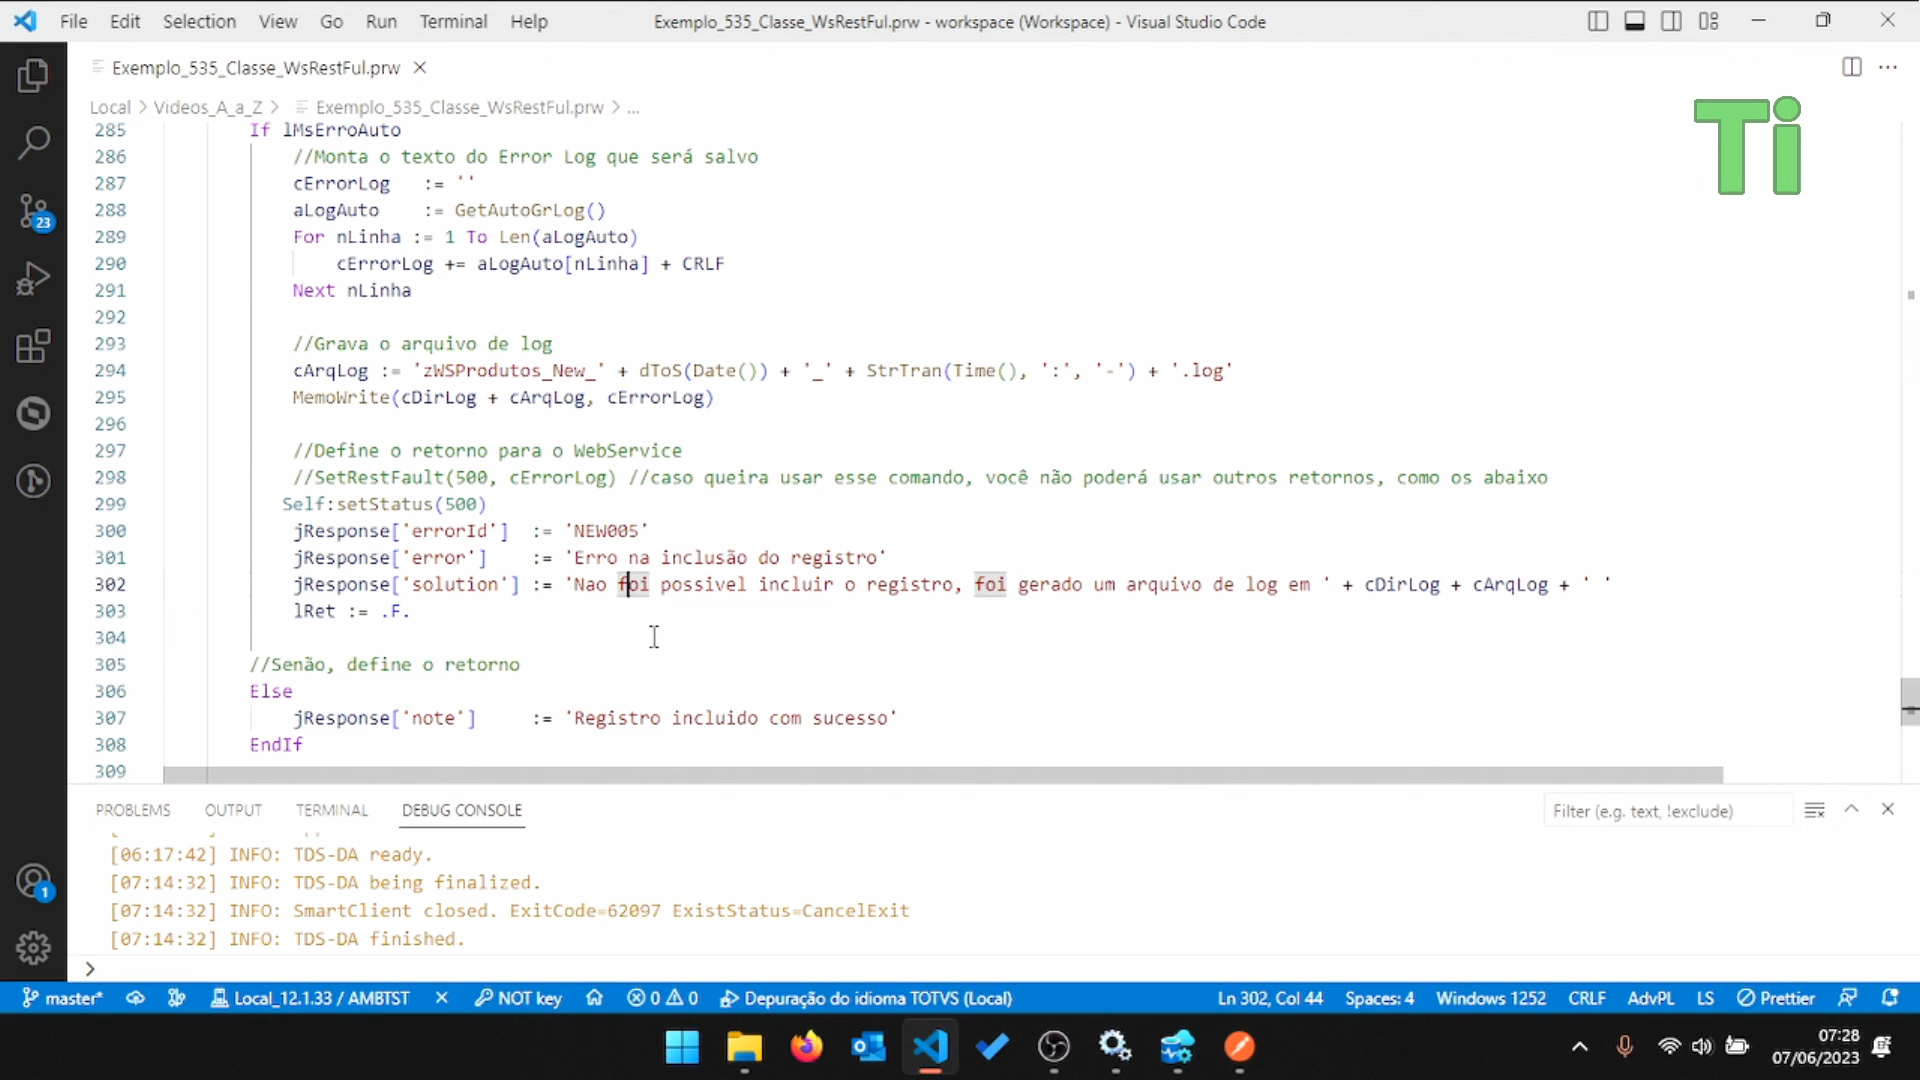 File Edit Selection View Go Run Terminal Help Exemplo_535_Classe_WsRestFul.prw - workspace (Workspace) - Visual Studio Code
Exemplo_535_Classe_WsRestFul.prw
Local > Videos_A_a_Z > Exemplo_535_Classe_WsRestFul.prw > ...
Ti
285 If lMsErroAuto
286 //Monta o texto do Error Log que será salvo
287 cErrorLog := ''
288 aLogAuto := GetAutoGrLog()
289 For nLinha := 1 To Len(aLogAuto)
290 cErrorLog += aLogAuto[nLinha] + CRLF
291 Next nLinha
292
293 //Grava o arquivo de log
294 cArqLog := 'zWSProdutos_New_' + dToS(Date()) + '_' + StrTran(Time(), ':', '-') + '.log'
295 MemoWrite(cDirLog + cArqLog, cErrorLog)
296
297 //Define o retorno para o WebService
298 //SetRestFault(500, cErrorLog) //caso queira usar esse comando, você não poderá usar outros retornos, como os abaixo
299 Self:setStatus(500)
300 jResponse['errorId'] := 'NEW005'
301 jResponse['error'] := 'Erro na inclusão do registro'
302 jResponse['solution'] := 'Nao foi possivel incluir o registro, foi gerado um arquivo de log em ' + cDirLog + cArqLog + ' '
303 lRet := .F.
304
305 //Senão, define o retorno
306 Else
307 jResponse['note'] := 'Registro incluido com sucesso'
308 EndIf
309
PROBLEMS OUTPUT TERMINAL DEBUG CONSOLE Filter (e.g. text, !exclude)
[06:17:42] INFO: TDS-DA ready.
[07:14:32] INFO: TDS-DA being finalized.
[07:14:32] INFO: SmartClient closed. ExitCode=62097 ExistStatus=CancelExit
[07:14:32] INFO: TDS-DA finished.
23
1
master* Local_12.1.33 / AMBTST NOT key 0 0 Depuração do idioma TOTVS (Local) Ln 302, Col 44 Spaces: 4 Windows 1252 CRLF AdvPL LS Prettier
07:28
07/06/2023